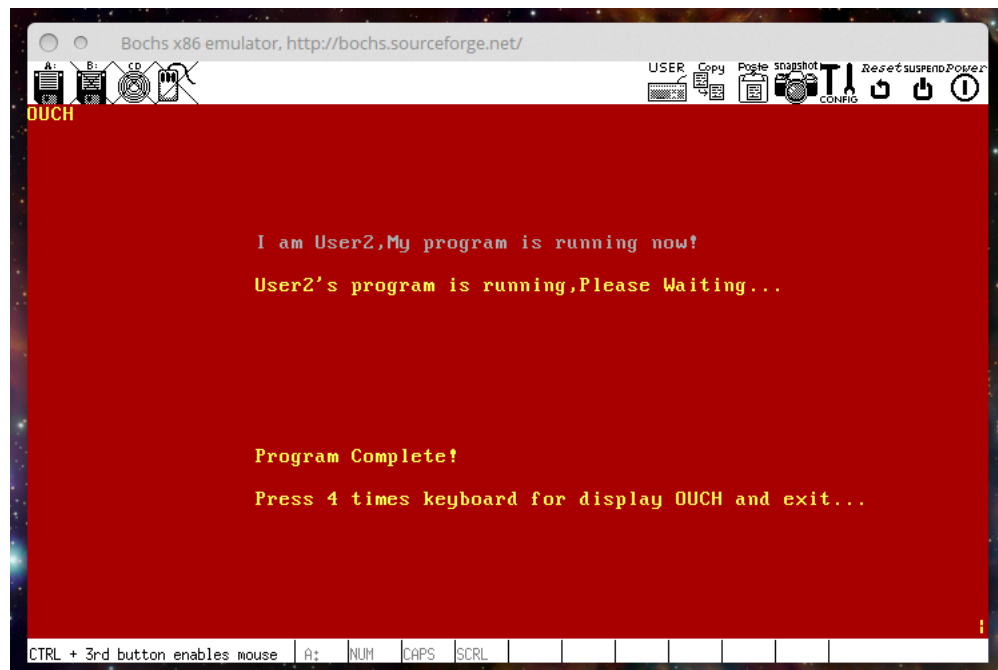 Bochs x86 emulator, http://bochs.sourceforge.net/
A: B: CD USER Copy Paste snapshot CONFIG Reset SUSPEND Power
OUCH
I am User2,My program is running now!
User2's program is running,Please Waiting...
Program Complete!
Press 4 times keyboard for display OUCH and exit...
CTRL + 3rd button enables mouse A: NUM CAPS SCRL